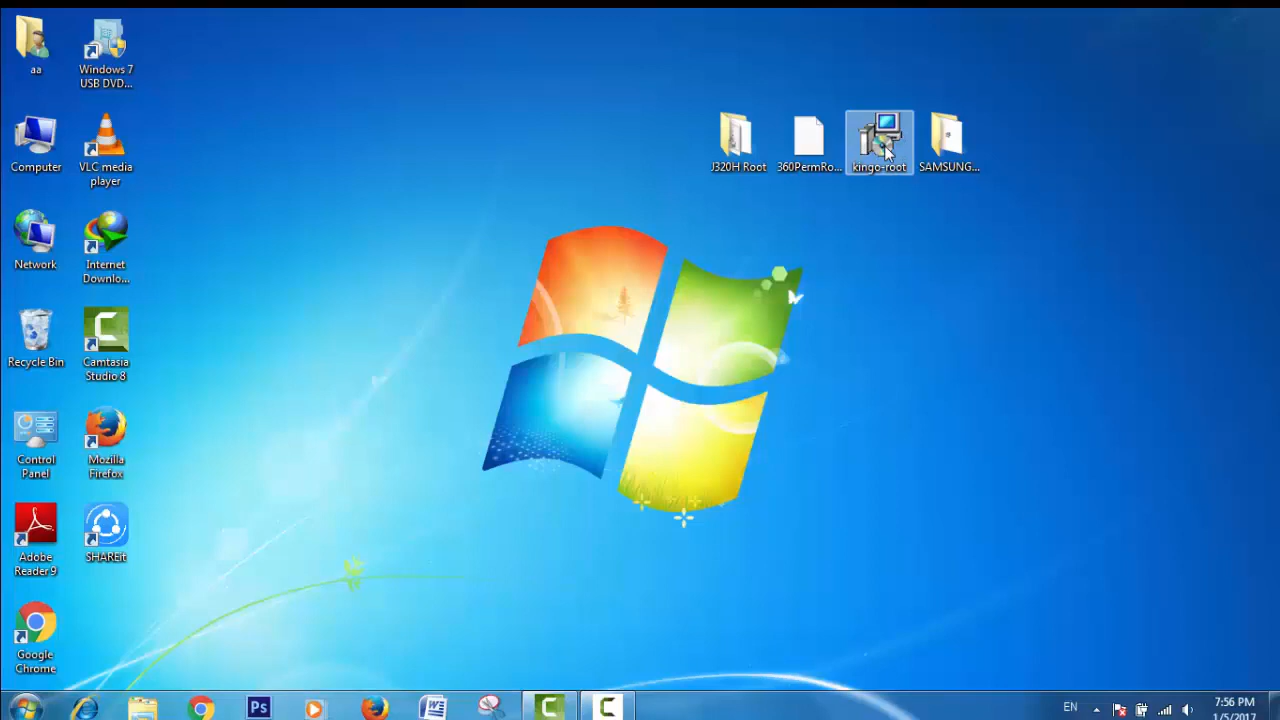 aa
Windows 7
USB DVD...
J320H Root
360PermRo...
kingo-root
SAMSUNG...
Computer
VLC media
player
Network
Internet
Downlo...
Recycle Bin
Camtasia
Studio 8
Control
Panel
Mozilla
Firefox
Adobe
Reader 9
SHAREit
Google
Chrome
Ps
EN
7:56 PM
1/5/2017